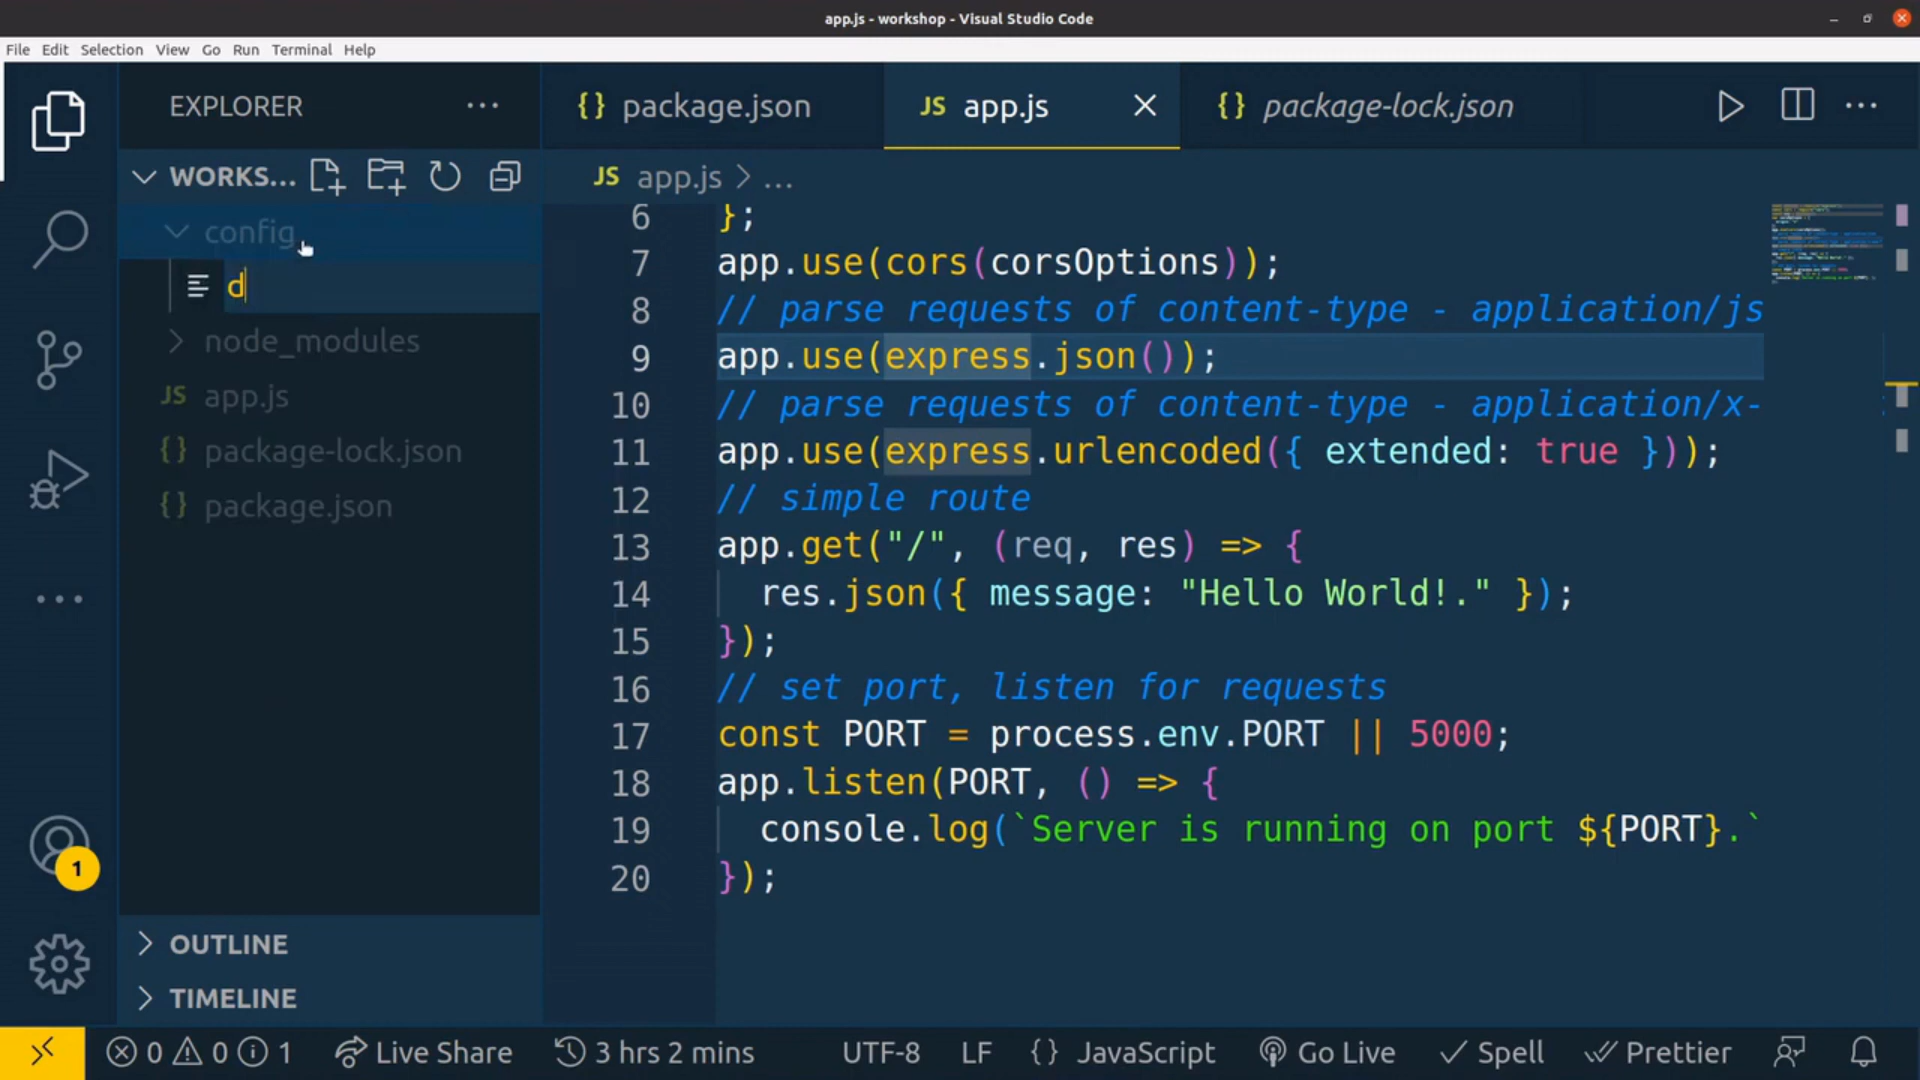 app.js - workshop - Visual Studio Code
File Edit Selection View Go Run Terminal Help
EXPLORER
WORKS...
config
d
node_modules
JS app.js
{} package-lock.json
{} package.json
OUTLINE
TIMELINE
1
{} package.json
JS app.js
{} package-lock.json
JS app.js > ...
6 };
7 app.use(cors(corsOptions));
8 // parse requests of content-type - application/js
9 app.use(express.json());
10 // parse requests of content-type - application/x-
11 app.use(express.urlencoded({ extended: true }));
12 // simple route
13 app.get("/", (req, res) => {
14 res.json({ message: "Hello World!." });
15 });
16 // set port, listen for requests
17 const PORT = process.env.PORT || 5000;
18 app.listen(PORT, () => {
19 console.log(`Server is running on port ${PORT}.`
20 });
0 0 1 Live Share 3 hrs 2 mins UTF-8 LF {} JavaScript Go Live Spell Prettier